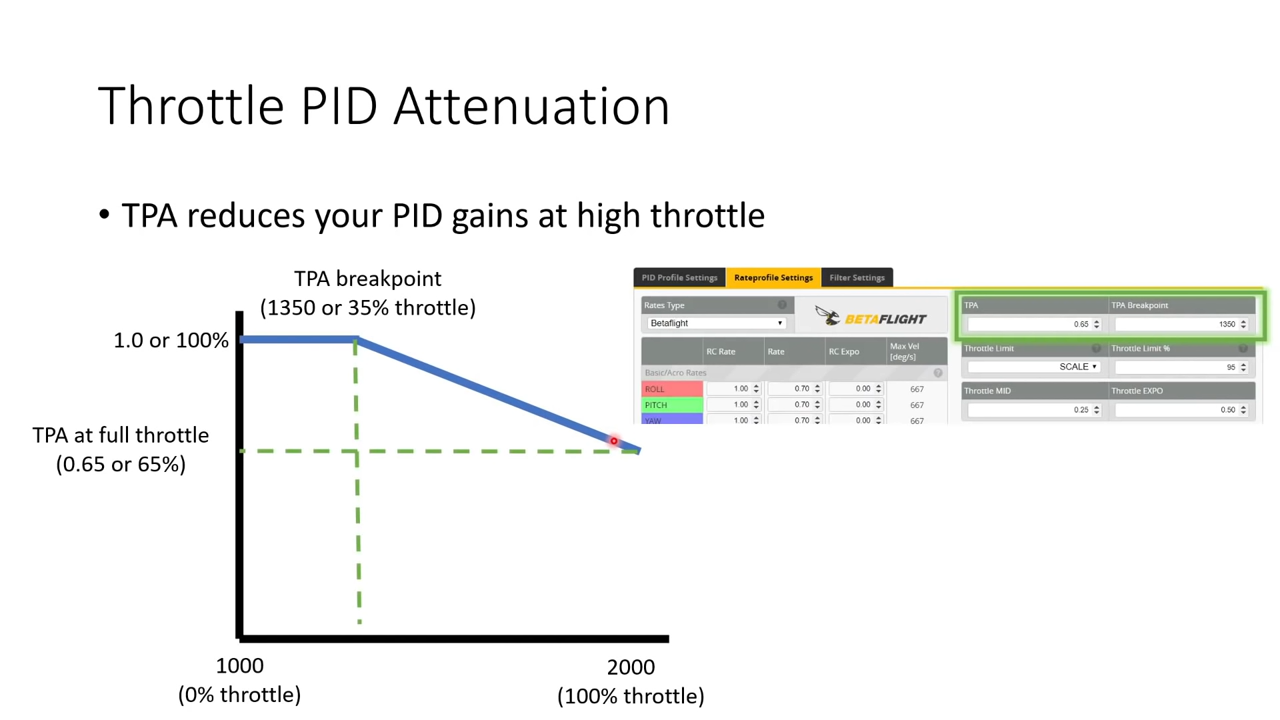 Throttle PID Attenuation
• TPA reduces your PID gains at high throttle
TPA breakpoint
(1350 or 35% throttle)
1.0 or 100%
TPA at full throttle
(0.65 or 65%)
1000
(0% throttle)
2000
(100% throttle)
PID Profile Settings Rateprofile Settings Filter Settings
Rates Type
Betaflight
BETAFLIGHT
RC Rate Rate RC Expo Max Vel
[deg/s]
Basic/Acro Rates
ROLL 1.00 0.70 0.00 667
PITCH 1.00 0.70 0.00 667
YAW 1.00 0.70 0.00 667
TPA TPA Breakpoint
0.65 1350
Throttle Limit Throttle Limit %
SCALE 95
Throttle MID Throttle EXPO
0.25 0.50